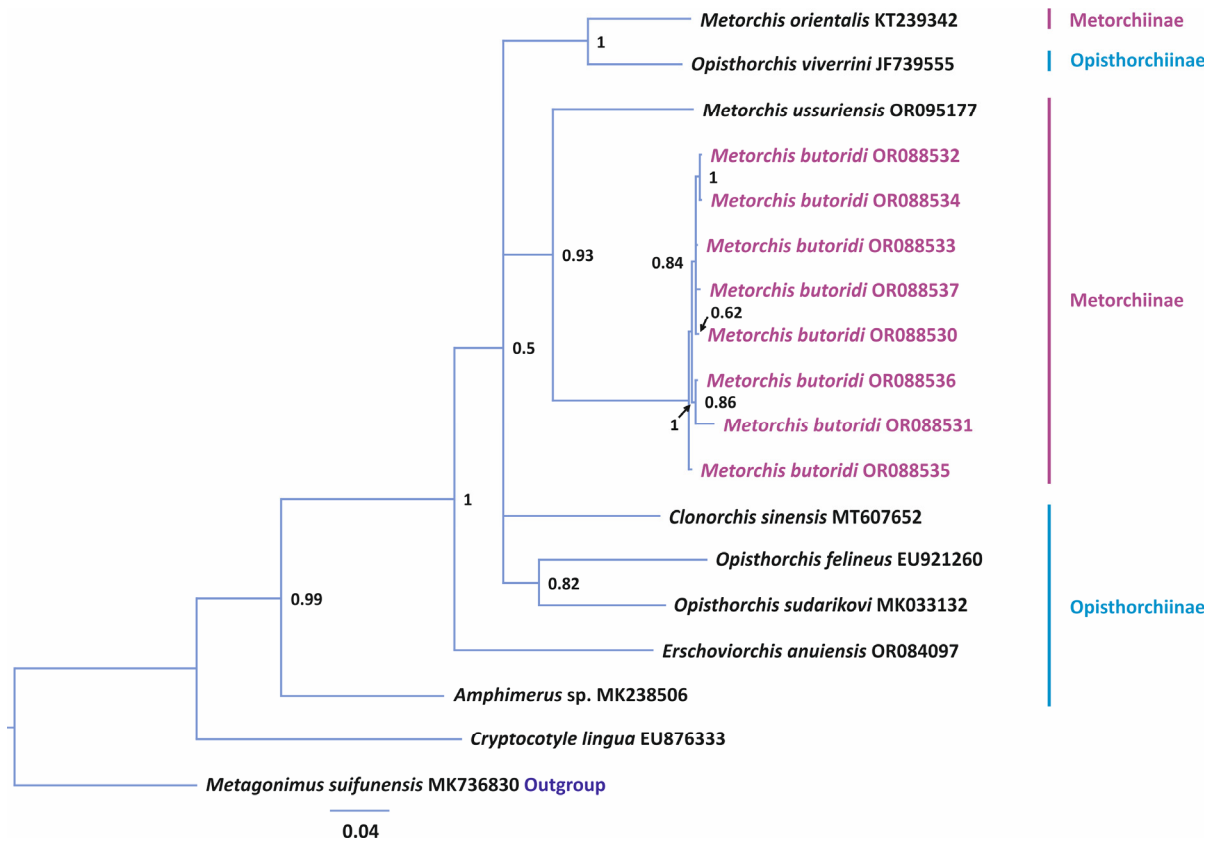 Metorchis orientalis KT239342
Metorchiinae
1
Opisthorchis viverrini JF739555
Opisthorchiinae
Metorchis ussuriensis OR095177
Metorchis butoridi OR088532
1
Metorchis butoridi OR088534
Metorchis butoridi OR088533
0.93
0.84
Metorchis butoridi OR088537
Metorchiinae
0.62
Metorchis butoridi OR088530
0.5
Metorchis butoridi OR088536
0.86
1
Metorchis butoridi OR088531
Metorchis butoridi OR088535
1
Clonorchis sinensis MT607652
Opisthorchis felineus EU921260
0.82
0.99
Opisthorchis sudarikovi MK033132
Opisthorchiinae
Erschoviorchis anuiensis OR084097
Amphimerus sp. MK238506
Cryptocotyle lingua EU876333
Metagonimus suifunensis MK736830 Outgroup
0.04